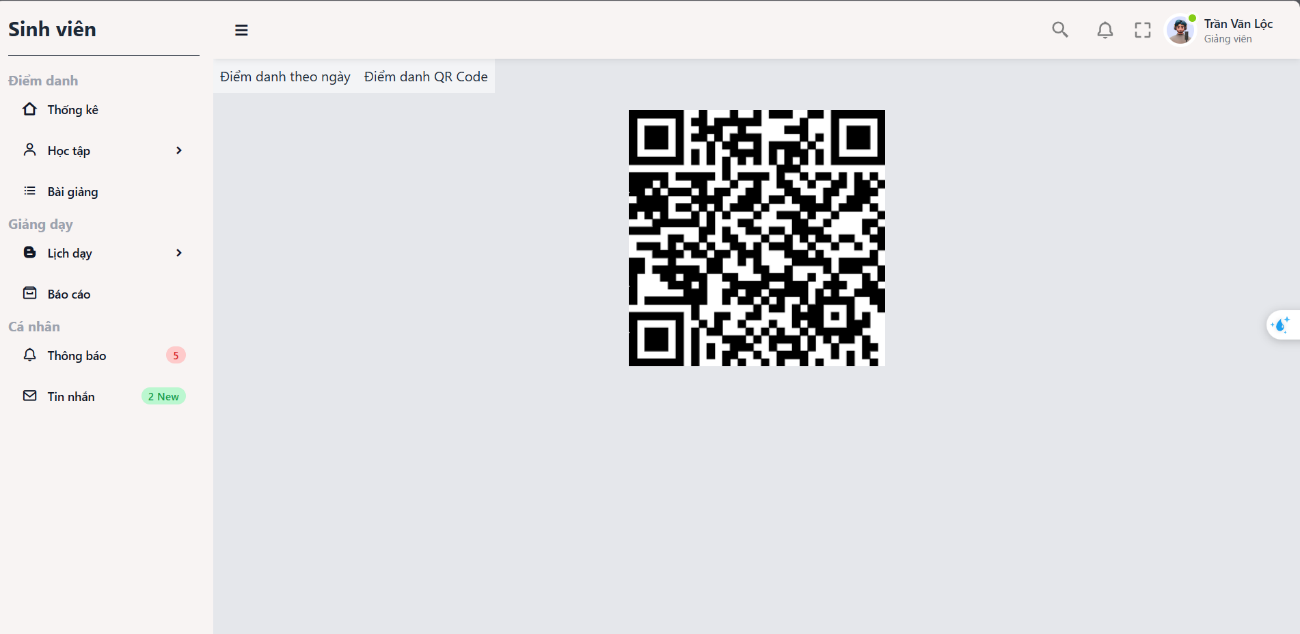 Sinh viên
Điểm danh
Thống kê
Học tập
Bài giảng
Giảng dạy
Lịch dạy
Báo cáo
Cá nhân
Thông báo 5
Tin nhắn 2 New
Trần Văn Lộc
Giảng viên
Điểm danh theo ngày Điểm danh QR Code